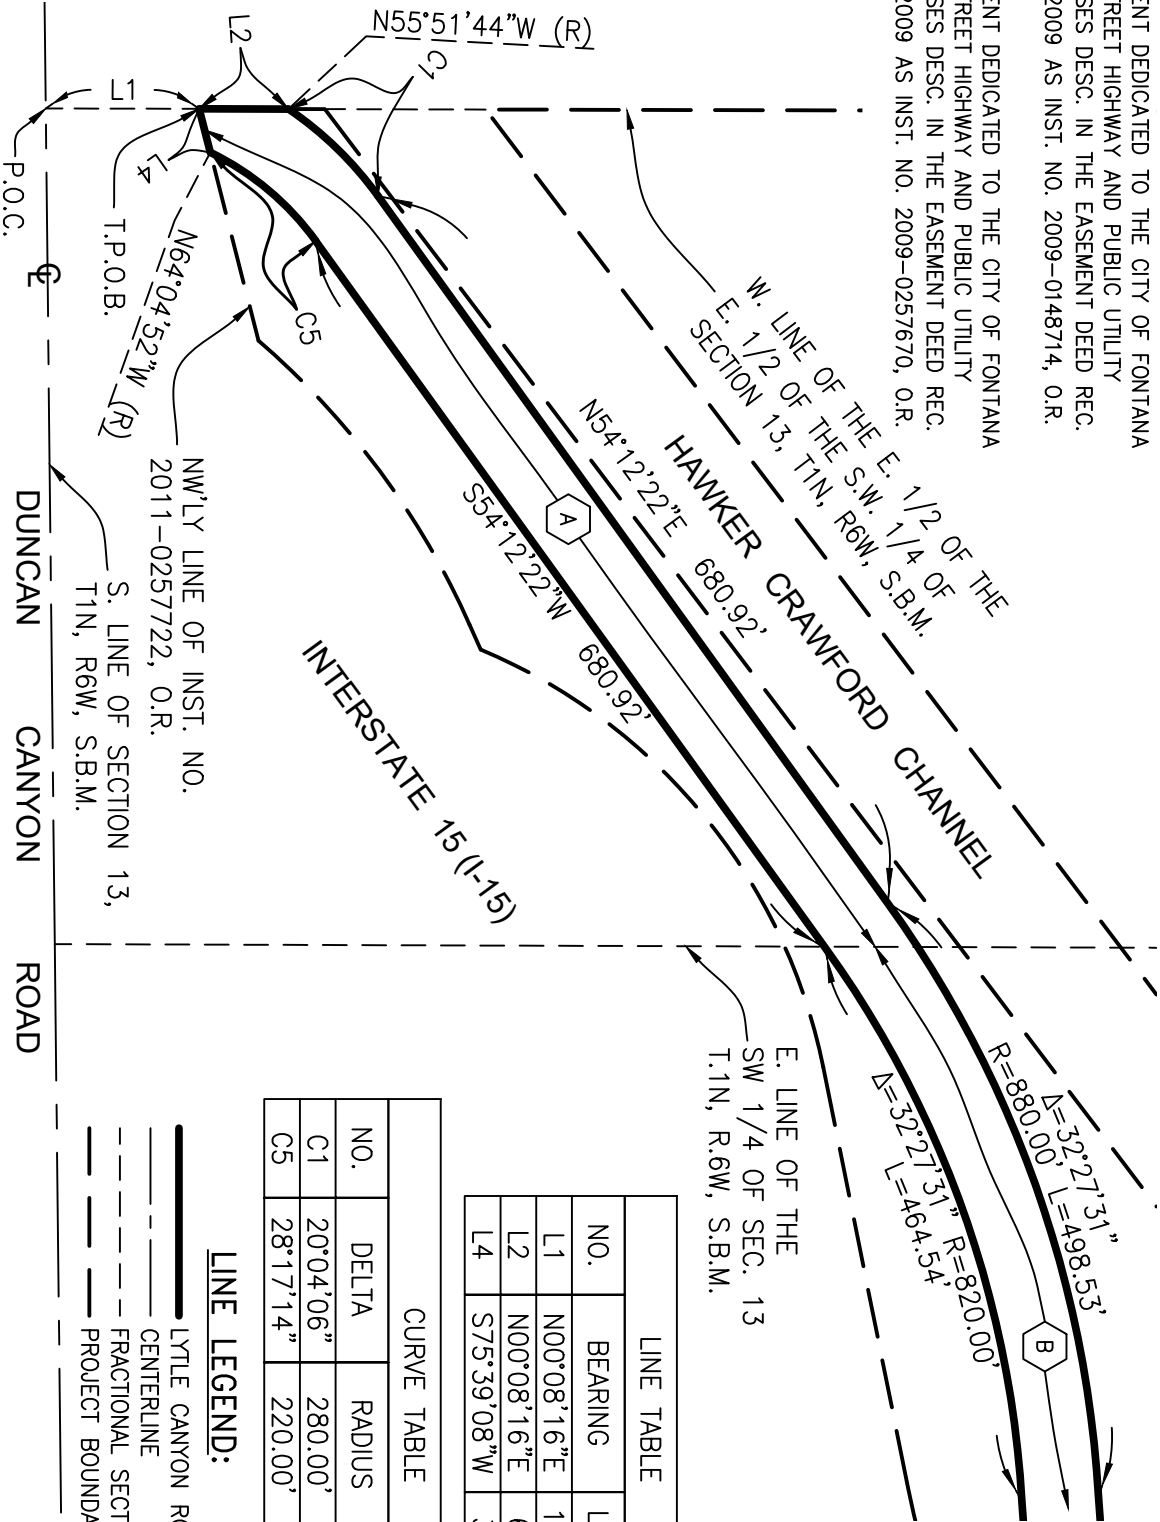 ENT DEDICATED TO THE CITY OF FONTANA
TREET HIGHWAY AND PUBLIC UTILITY
SES DESC. IN THE EASEMENT DEED REC.
2009 AS INST. NO. 2009-0148714, O.R.
ENT DEDICATED TO THE CITY OF FONTANA
TREET HIGHWAY AND PUBLIC UTILITY
SES DESC. IN THE EASEMENT DEED REC.
2009 AS INST. NO. 2009-0257670, O.R.
N55°51'44"W (R)
L2
C1
L1
L4
P.O.C.
T.P.O.B.
N64°04'52"W (R)
C5
℄
W. LINE OF THE E. 1/2 OF THE
E. 1/2 OF THE S.W. 1/4 OF
SECTION 13, T1N, R6W, S.B.M.
HAWKER CRAWFORD CHANNEL
N54°12'22"E 680.92'
A
S54°12'22"W 680.92'
INTERSTATE 15 (I-15)
NW'LY LINE OF INST. NO.
2011-0257722, O.R.
S. LINE OF SECTION 13,
T1N, R6W, S.B.M.
DUNCAN CANYON ROAD
E. LINE OF THE
SW 1/4 OF SEC. 13
T.1N, R.6W, S.B.M.
Δ=32°27'31"
R=880.00' L=498.53'
Δ=32°27'31" R=820.00'
L=464.54'
B
LINE TABLE
NO. BEARING L
L1 N00°08'16"E 1
L2 N00°08'16"E 6
L4 S75°39'08"W
CURVE TABLE
NO. DELTA RADIUS
C1 20°04'06" 280.00'
C5 28°17'14" 220.00'
LINE LEGEND:
LYTLE CANYON RO
CENTERLINE
FRACTIONAL SECT
PROJECT BOUNDA